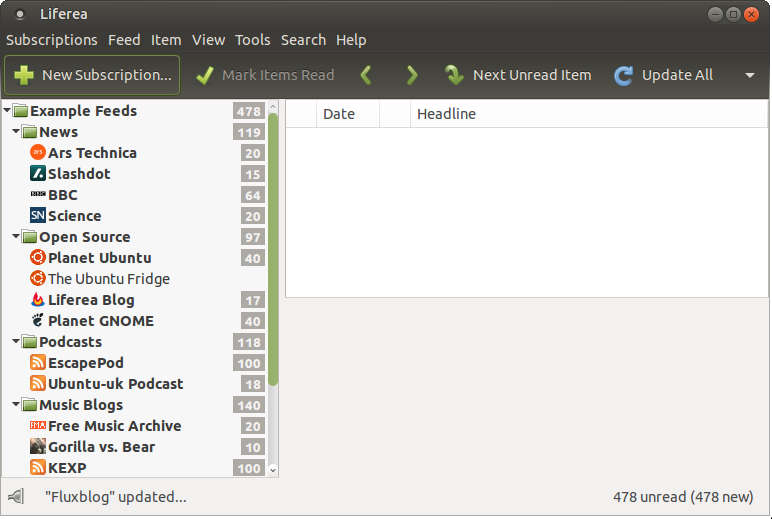 Liferea
Subscriptions Feed Item View Tools Search Help
New Subscription... Mark Items Read Next Unread Item Update All
Example Feeds 478
Date Headline
News 119
ars Ars Technica 20
Slashdot 15
BBC BBC 64
SN Science 20
Open Source 97
Planet Ubuntu 40
The Ubuntu Fridge
Liferea Blog 17
Planet GNOME 40
Podcasts 118
EscapePod 100
Ubuntu-uk Podcast 18
Music Blogs 140
FMA Free Music Archive 20
Gorilla vs. Bear 10
KEXP 100
"Fluxblog" updated... 478 unread (478 new)